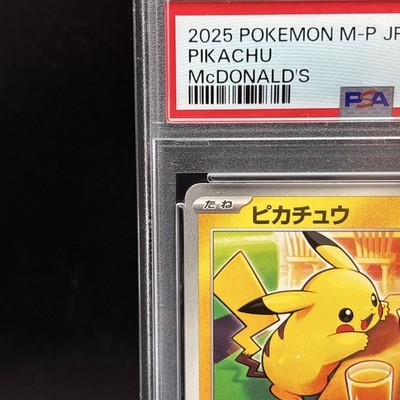 2025 POKEMON M-P JP
PIKACHU
McDONALD'S
PSA
たね
ピカチュウ